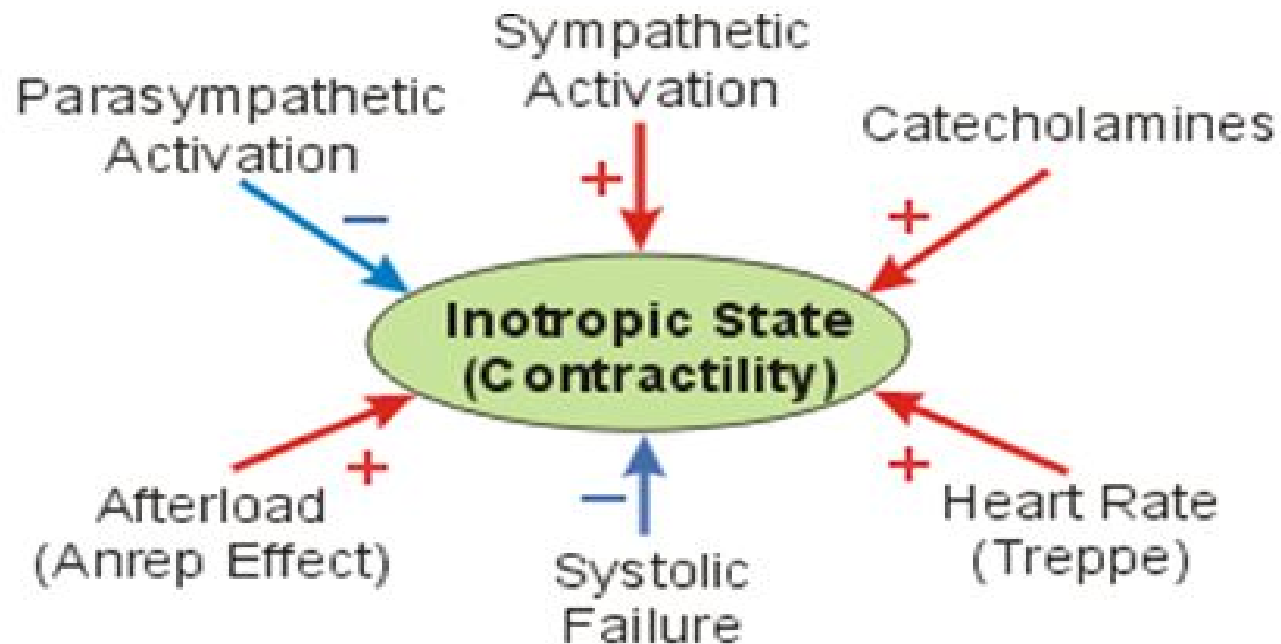 Sympathetic
Activation
Parasympathetic
Activation
Catecholamines
+
−
+
Inotropic State
(Contractility)
+
−
+
Afterload
(Anrep Effect)
Heart Rate
(Treppe)
Systolic
Failure